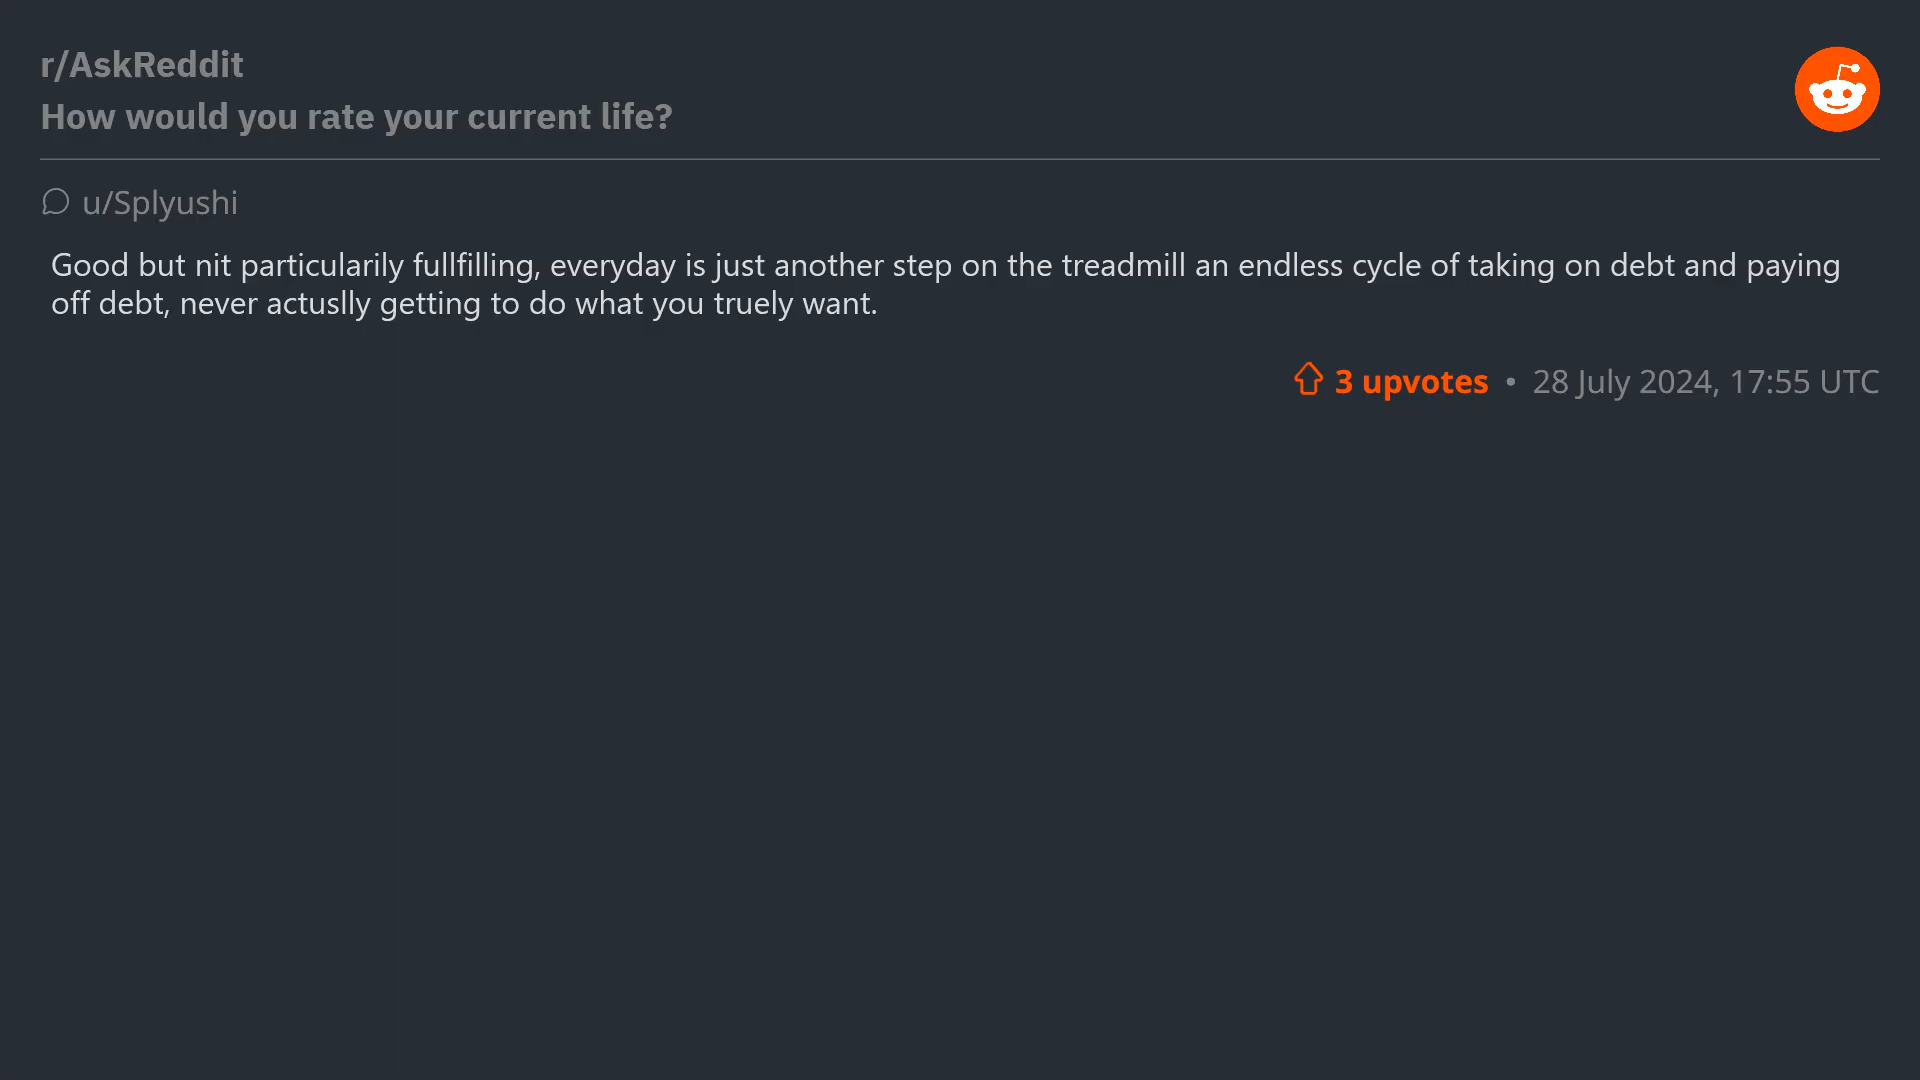 r/AskReddit
How would you rate your current life?
u/Splyushi
Good but nit particularily fullfilling, everyday is just another step on the treadmill an endless cycle of taking on debt and paying
off debt, never actuslly getting to do what you truely want.
3 upvotes • 28 July 2024, 17:55 UTC